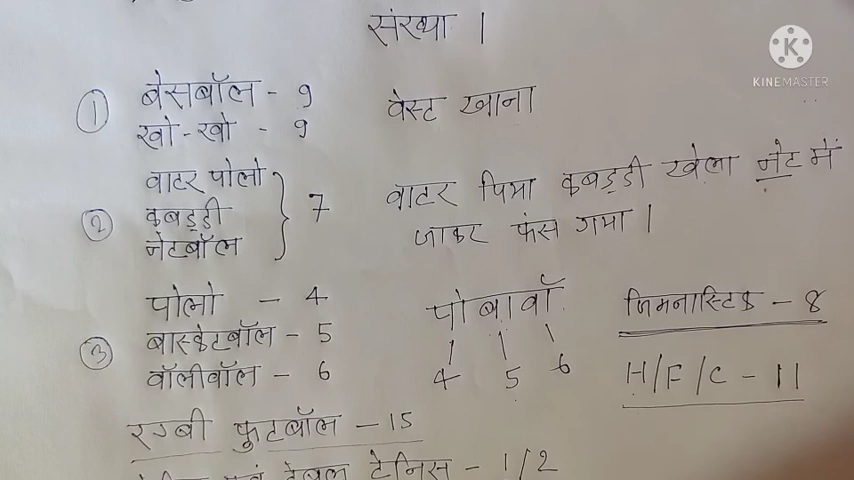 संख्या |
KINEMASTER
① बेसबॉल - 9 वेस्ट खाना
खो-खो - 9
वाटर पोलो
② कबड्डी } 7 वाटर पिया कबड्डी खेला नेट में
नेटबॉल जाकर फंस गया |
पोलो - 4 पोबावॉ जिमनास्टिक - 8
③ बास्केटबॉल - 5
वॉलीबॉल - 6 4 5 6 H/F/C - 11
रग्बी फुटबॉल - 15
टेबल टेनिस - 1/2